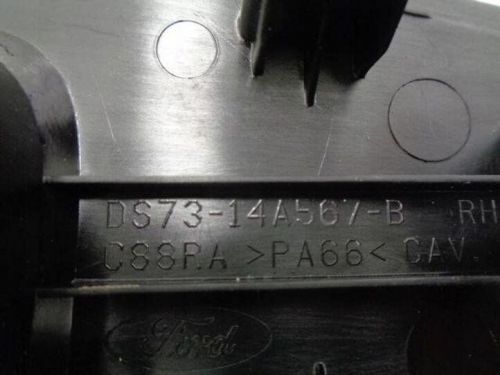 DS73-14A567-B RH
C88RA >PA66< CAV.
Ford